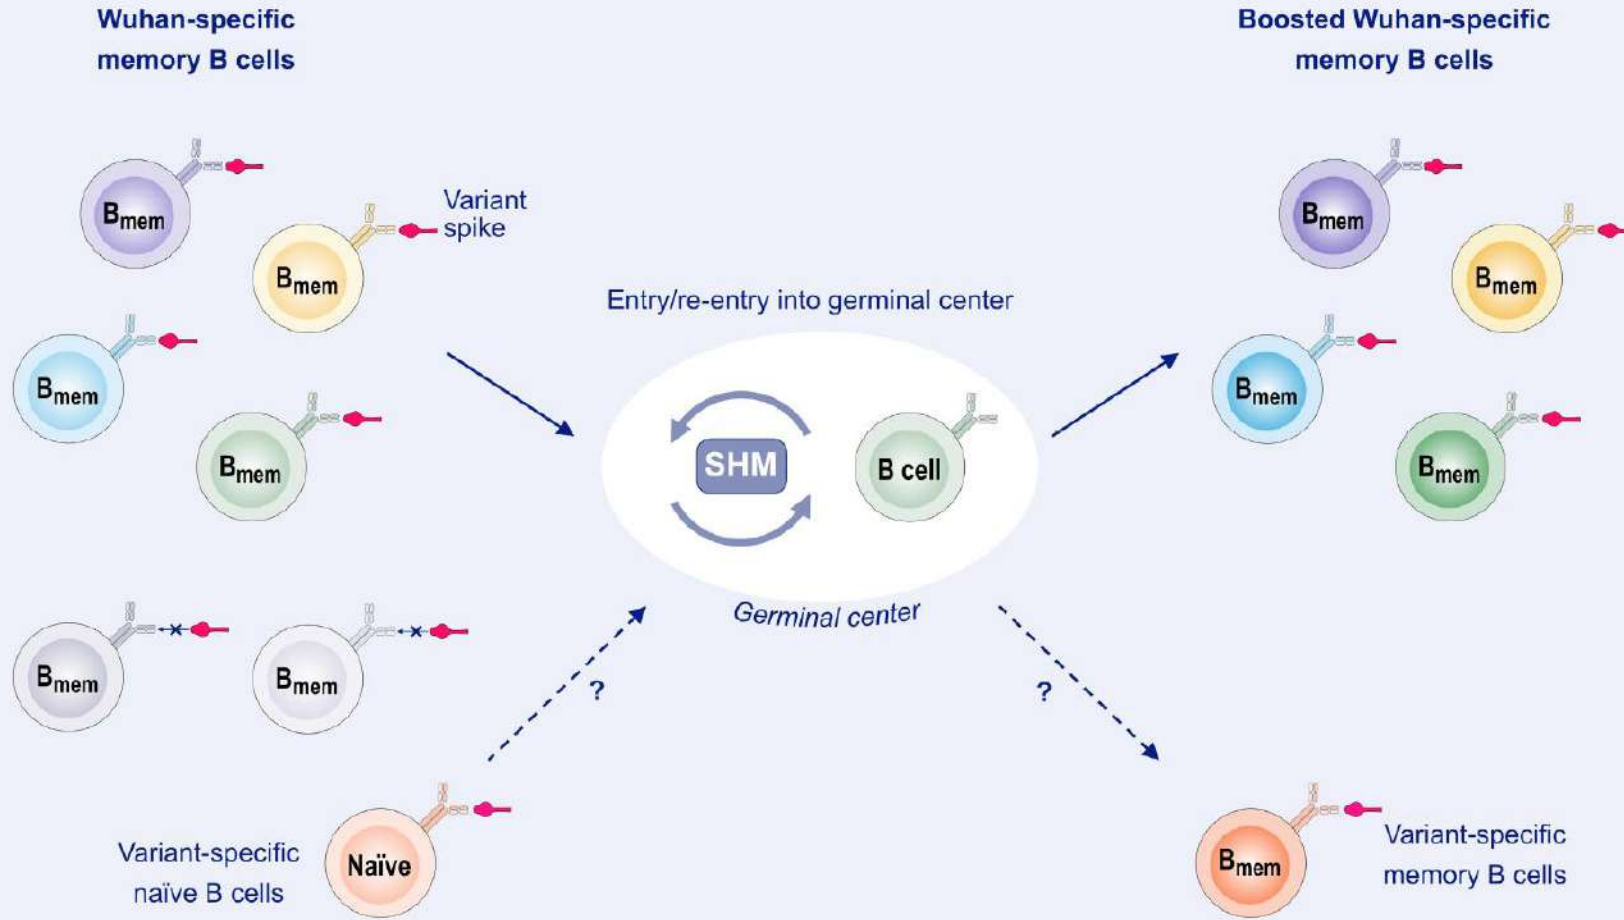 Wuhan-specific
memory B cells
Boosted Wuhan-specific
memory B cells
Bmem
Bmem
Variant
spike
Bmem
Bmem
Bmem
Bmem
Entry/re-entry into germinal center
SHM
B cell
Germinal center
Bmem
Bmem
Bmem
Bmem
?
?
Variant-specific
naïve B cells
Naïve
Bmem
Variant-specific
memory B cells